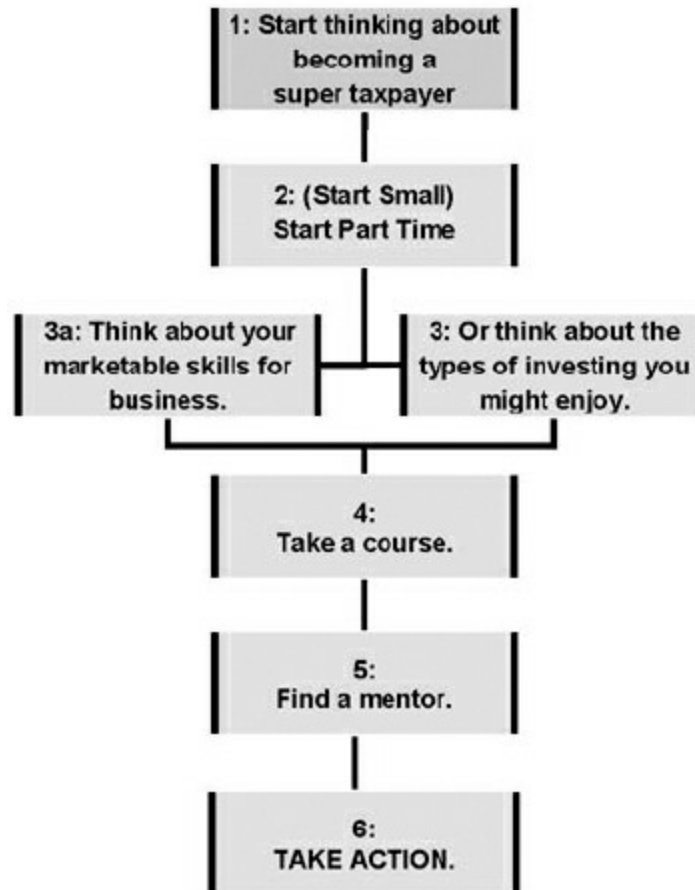 1: Start thinking about
becoming a
super taxpayer
2: (Start Small)
Start Part Time
3a: Think about your
marketable skills for
business.
3: Or think about the
types of investing you
might enjoy.
4:
Take a course.
5:
Find a mentor.
6:
TAKE ACTION.